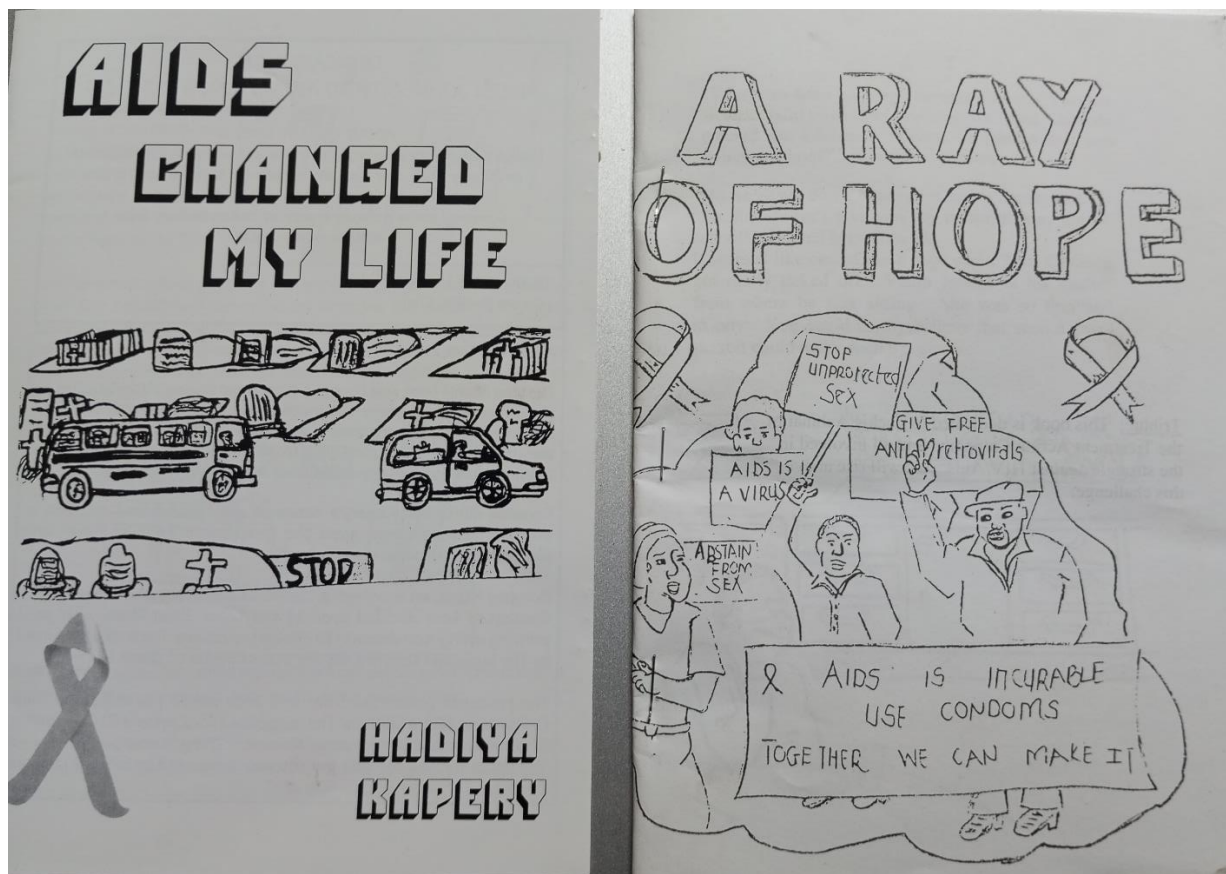 AIDS
CHANGED
MY LIFE
STOP
HADIYA
KAPERY
A RAY
OF HOPE
STOP
UNPROTECTED
SEX
GIVE FREE
ANTI retrovirals
AIDS IS
A VIRUS
ABSTAIN
FROM
SEX
AIDS IS INCURABLE
USE CONDOMS
TOGETHER WE CAN MAKE IT